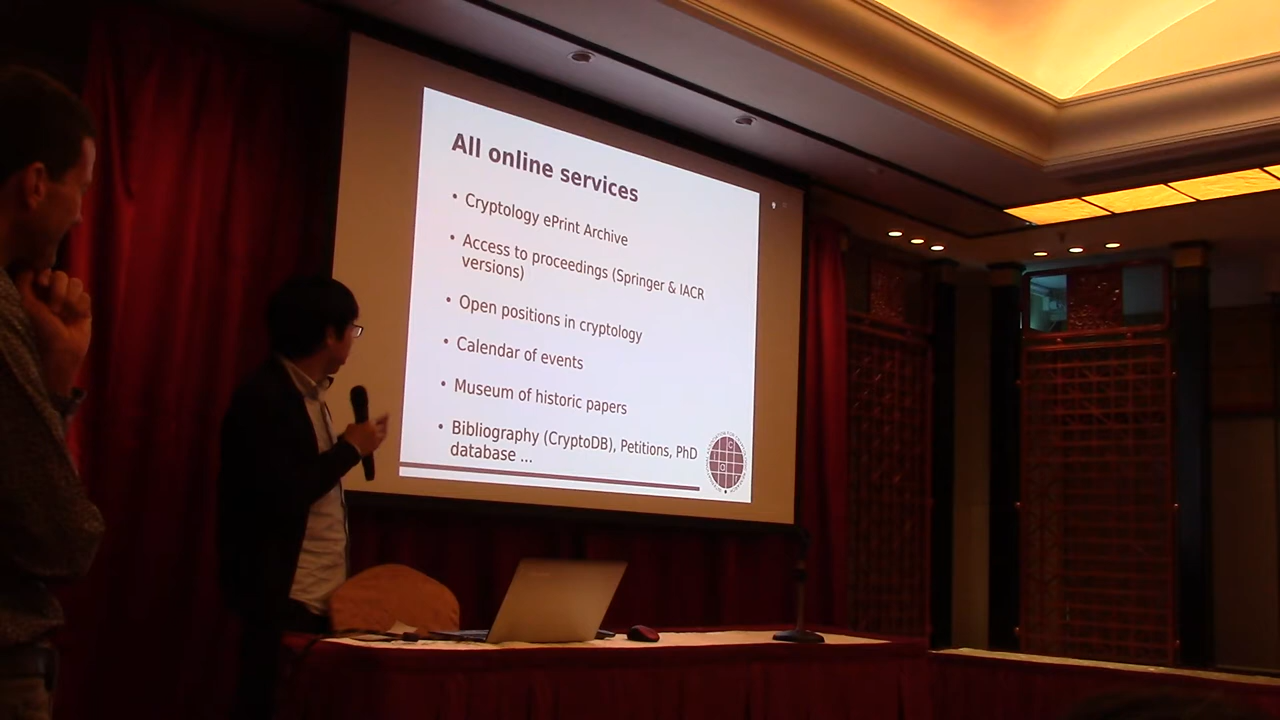 All online services
• Cryptology ePrint Archive
• Access to proceedings (Springer & IACR
versions)
• Open positions in cryptology
• Calendar of events
• Museum of historic papers
• Bibliography (CryptoDB), Petitions, PhD
database ...